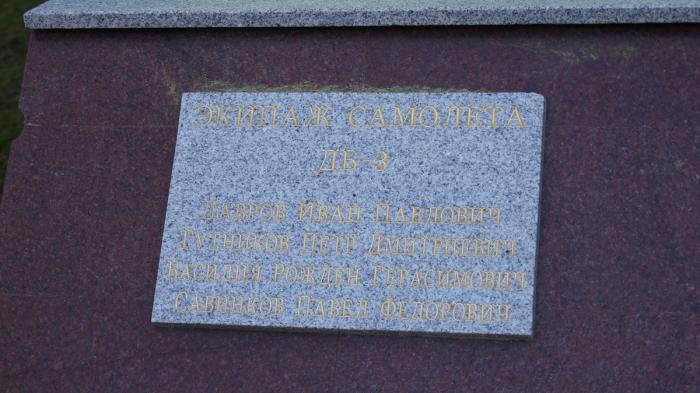 ЭКИПАЖ САМОЛЕТА
ДБ-3
ЛАВРОВ ИВАН ПАВЛОВИЧ
ГУТНИКОВ ПЕТР ДМИТРИЕВИЧ
ВАСИЛИЯ РОЖДЕН ГЕРАСИМОВИЧ
САВИНКОВ ПАВЕЛ ФЕДОРОВИЧ